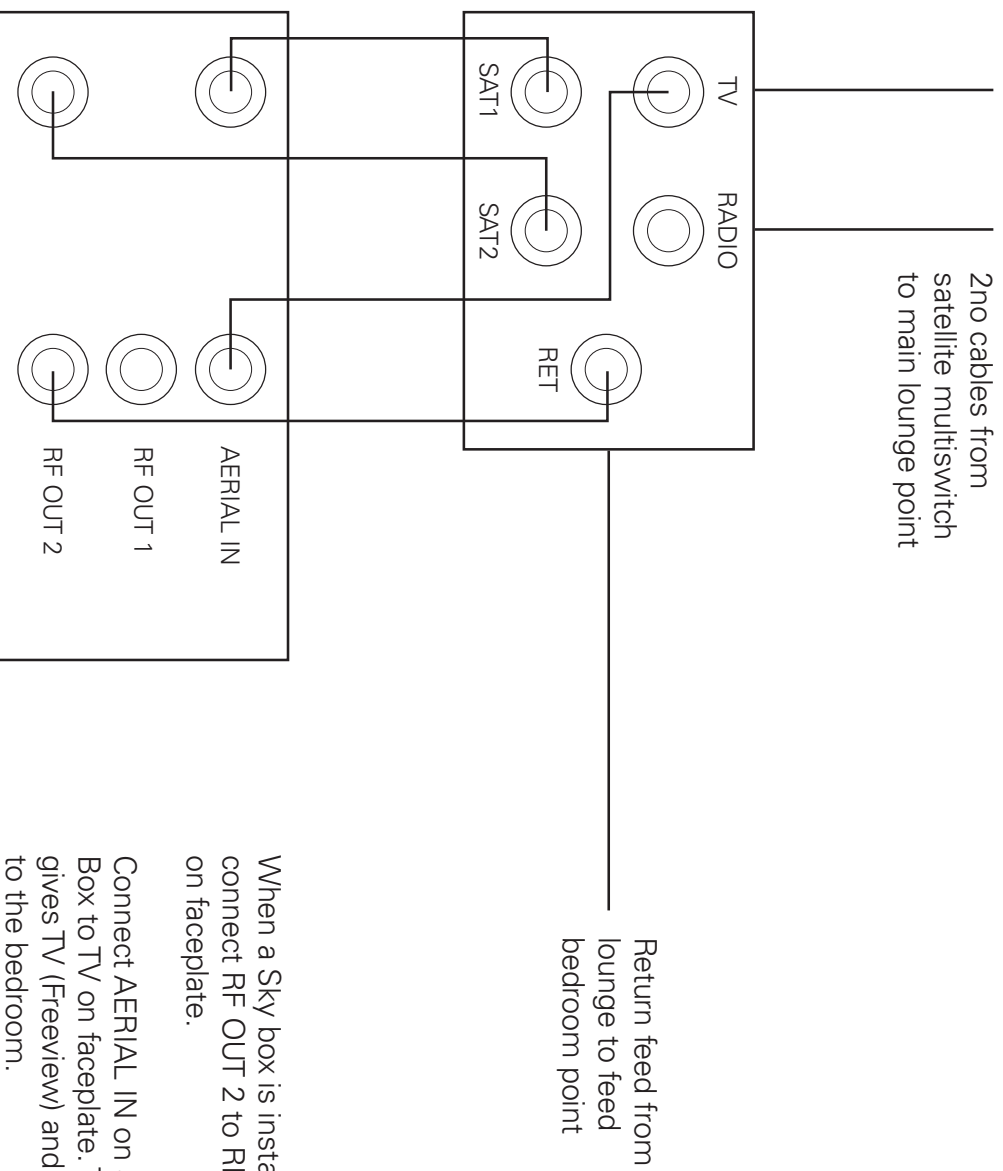 2no cables from
satellite multiswitch
to main lounge point
TV
RADIO
SAT1
SAT2
RET
Return feed from
lounge to feed
bedroom point
AERIAL IN
RF OUT 1
RF OUT 2
When a Sky box is
connect RF OUT 2 to
on faceplate.
Connect AERIAL IN on
Box to TV on faceplate.
gives TV (Freeview) and
to the bedroom.